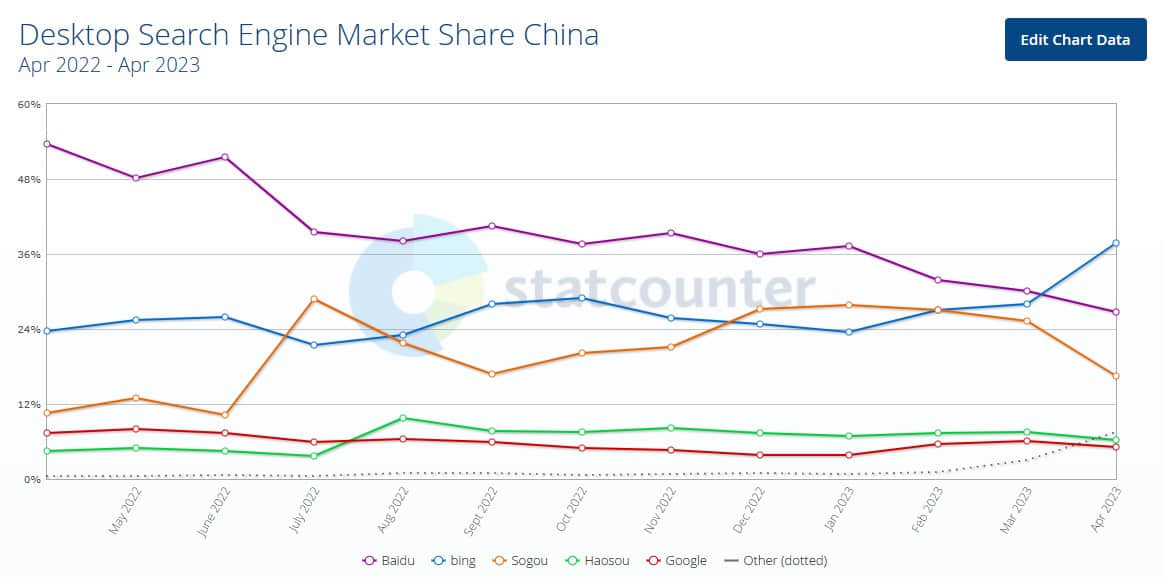 Desktop Search Engine Market Share China
Apr 2022 - Apr 2023
Edit Chart Data
60%
48%
36%
24%
12%
0%
statcounter
May 2022
June 2022
July 2022
Aug 2022
Sept 2022
Oct 2022
Nov 2022
Dec 2022
Jan 2023
Feb 2023
Mar 2023
Apr 2023
Baidu bing Sogou Haosou Google Other (dotted)